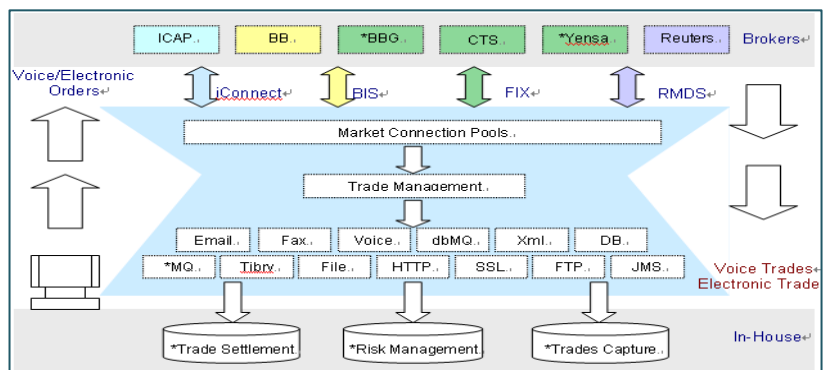 ICAP.
BB.
*BBG.
CTS.
*Yensa.
Reuters.
Brokers
Voice/Electronic
Orders
iConnect
BIS
FIX
RMDS
Market Connection Pools.
Trade Management.
Email.
Fax.
Voice.
dbMQ.
Xml.
DB.
*MQ.
Tibrv.
File.
HTTP.
SSL.
FTP.
JMS.
Voice Trades
Electronic Trade
In-House
*Trade Settlement.
*Risk Management.
*Trades Capture.